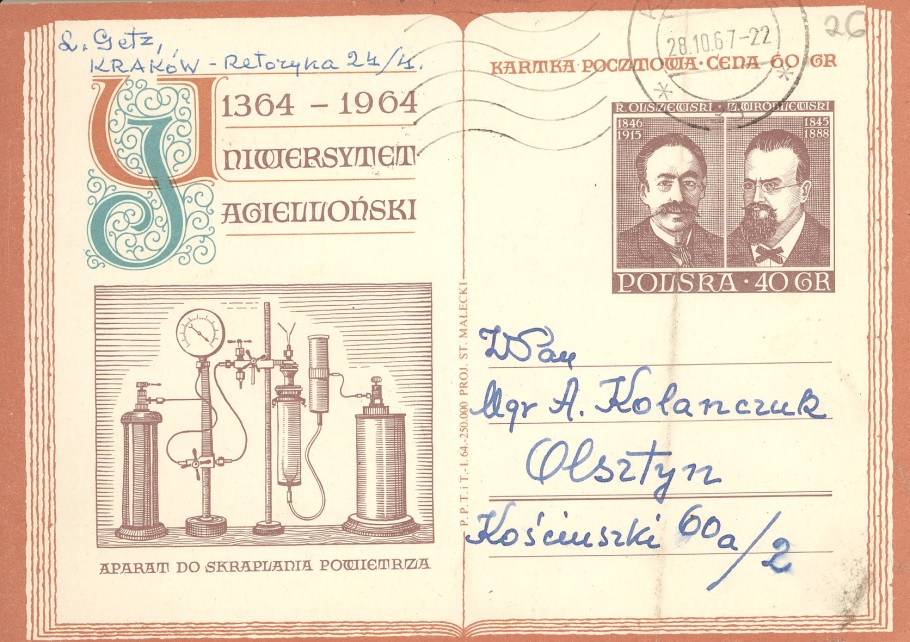 L. Getz,
KRAKÓW - Retoryka 24/4.
1364 – 1964
UNIWERSYTET
JAGIELLOŃSKI
APARAT DO SKRAPLANIA POWIETRZA
P.P.T. i T. - I. 64. - 250.000 PROJ. ST. MAŁECKI
28.10.67-22
26
KARTKA POCZTOWA · CENA 60 GR
K. OLSZEWSKI · Z. WRÓBLEWSKI
1846
1915
1845
1888
POLSKA · 40 GR
WPan
Mgr A. Kolanczuk
Olsztyn
Kościuszki 60a/2